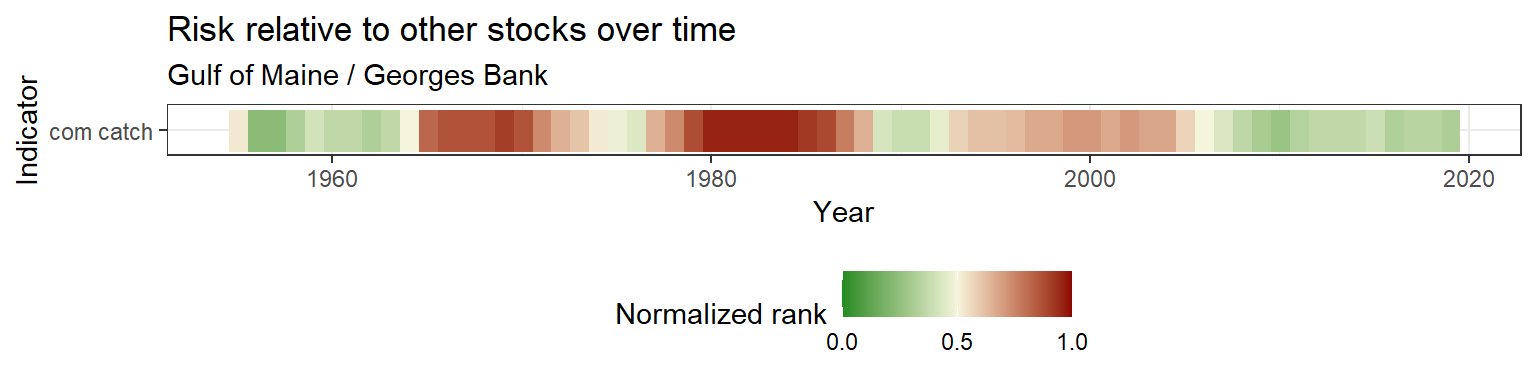 Risk relative to other stocks over time
Gulf of Maine / Georges Bank
Indicator
com catch
1960 1980 2000 2020
Year
Normalized rank
0.0 0.5 1.0